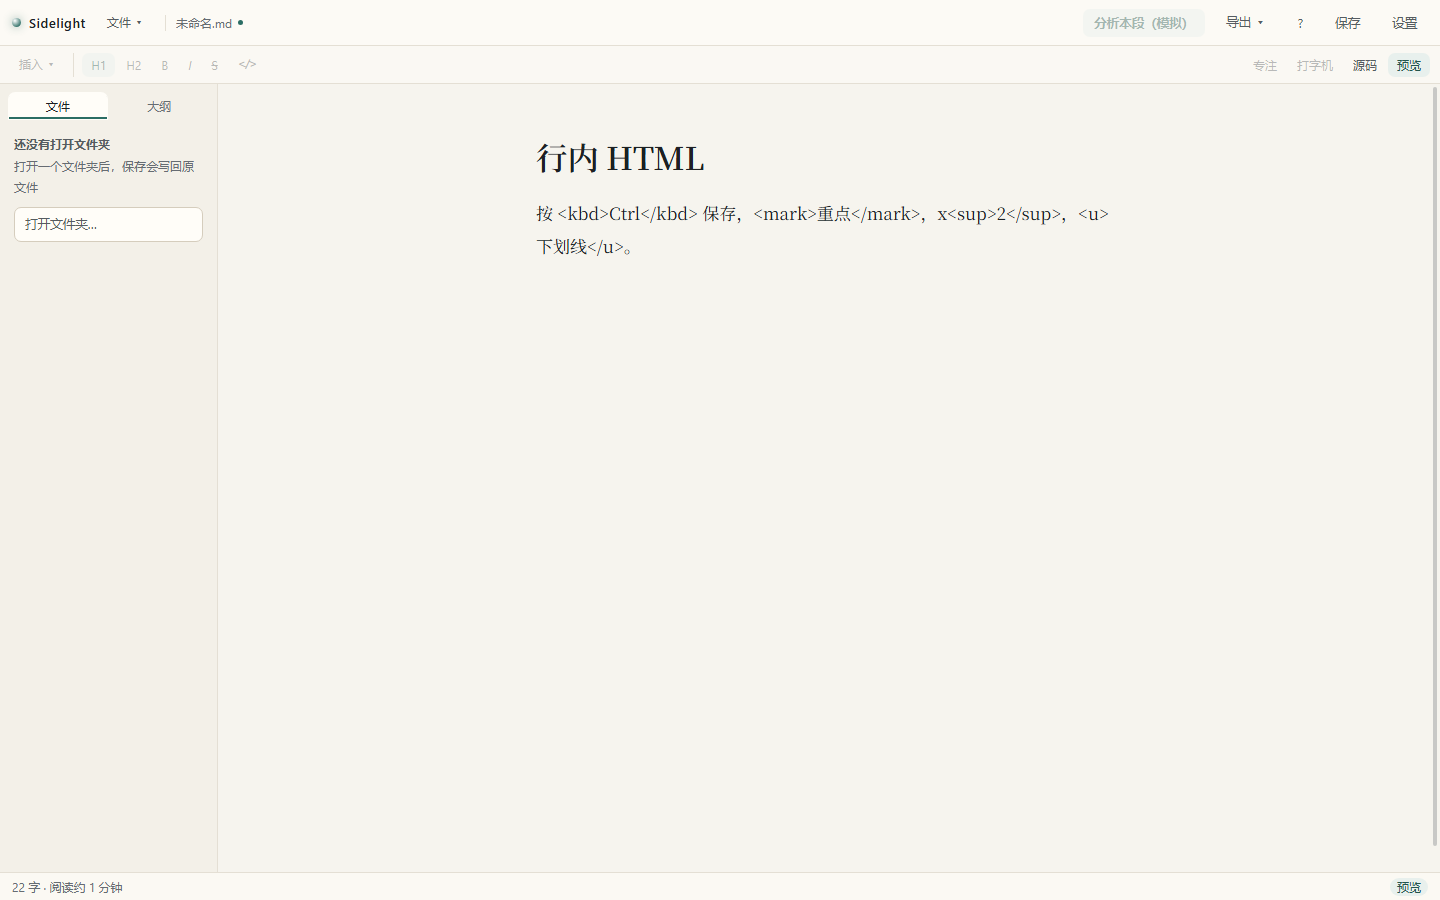 Sidelight 文件 未命名.md 分析本段（模拟） 导出 ? 保存 设置
插入 H1 H2 B I S </> 专注 打字机 源码 预览
文件 大纲
还没有打开文件夹
打开一个文件夹后，保存会写回原
文件
打开文件夹...
行内 HTML
按 <kbd>Ctrl</kbd> 保存，<mark>重点</mark>，x<sup>2</sup>，<u>
下划线</u>。
22 字 · 阅读约 1 分钟 预览